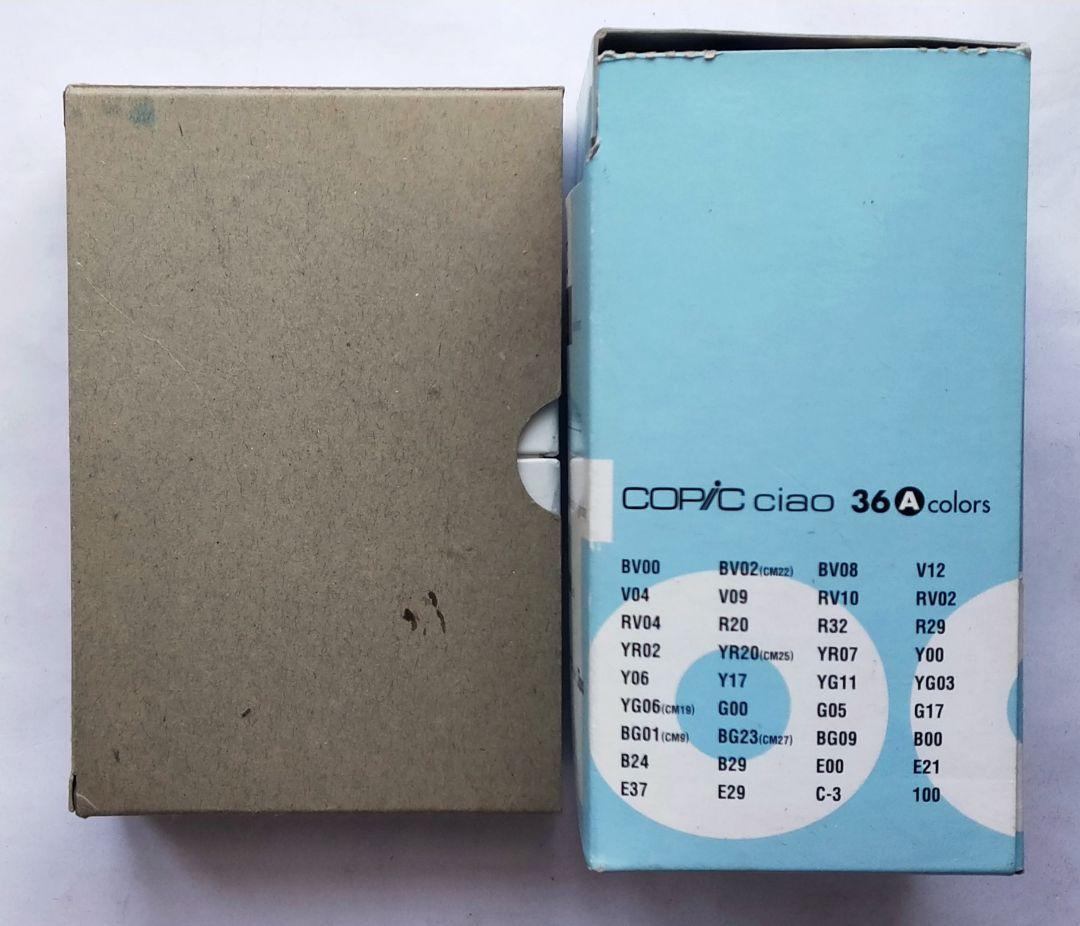 COPiC ciao 36 A colors
BV00 BV02(CM22) BV08 V12
V04 V09 RV10 RV02
RV04 R20 R32 R29
YR02 YR20(CM25) YR07 Y00
Y06 Y17 YG11 YG03
YG06(CM19) G00 G05 G17
BG01(CM9) BG23(CM27) BG09 B00
B24 B29 E00 E21
E37 E29 C-3 100